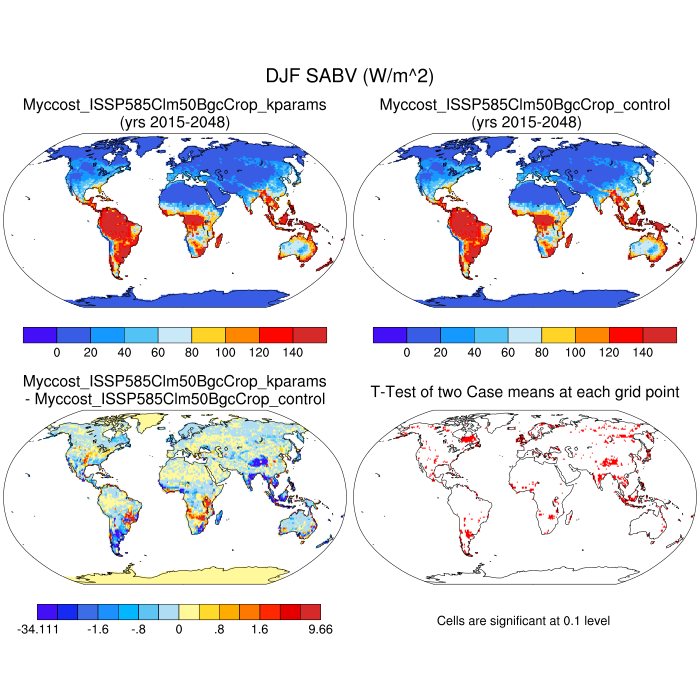 DJF SABV (W/m^2)
Myccost_ISSP585Clm50BgcCrop_kparams
(yrs 2015-2048)
Myccost_ISSP585Clm50BgcCrop_control
(yrs 2015-2048)
0 20 40 60 80 100 120 140
0 20 40 60 80 100 120 140
Myccost_ISSP585Clm50BgcCrop_kparams
- Myccost_ISSP585Clm50BgcCrop_control
T-Test of two Case means at each grid point
-34.111 -1.6 -.8 0 .8 1.6 9.66
Cells are significant at 0.1 level